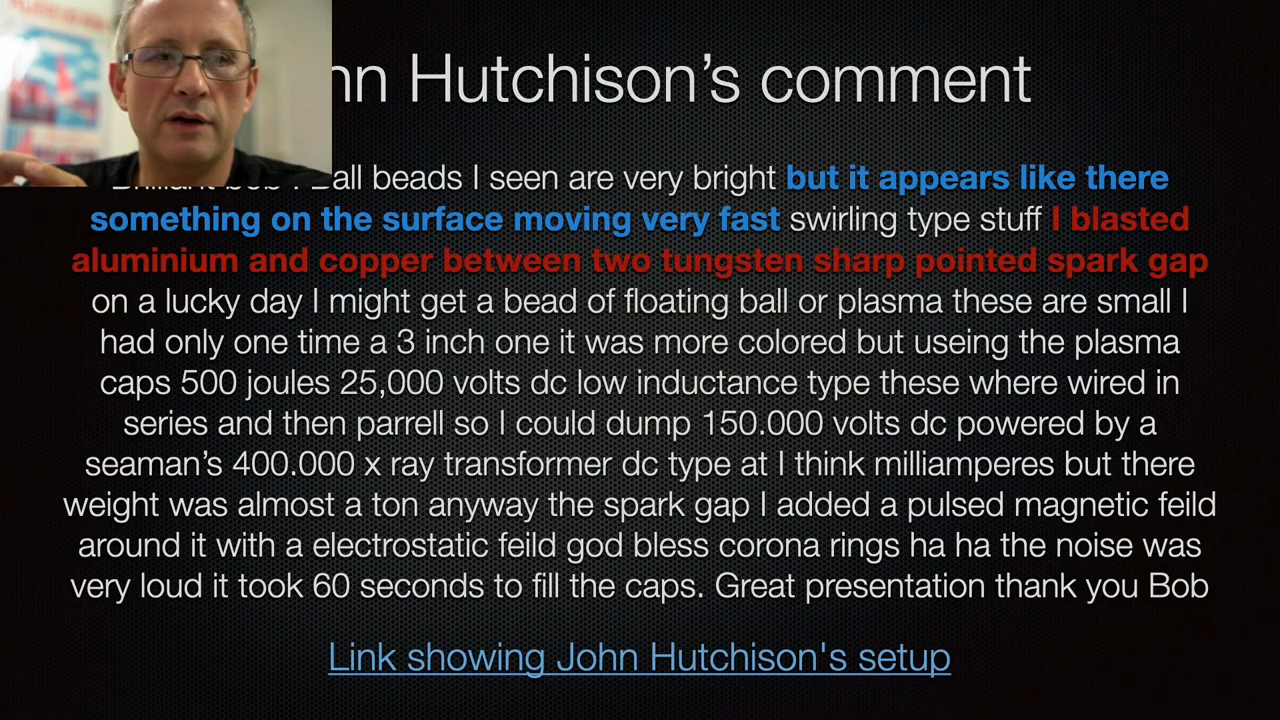 Hutchison's comment
Ball beads I seen are very bright but it appears like there
something on the surface moving very fast swirling type stuff I blasted
aluminium and copper between two tungsten sharp pointed spark gap
on a lucky day I might get a bead of floating ball or plasma these are small I
had only one time a 3 inch one it was more colored but useing the plasma
caps 500 joules 25,000 volts dc low inductance type these where wired in
series and then parrell so I could dump 150.000 volts dc powered by a
seaman's 400.000 x ray transformer dc type at I think milliamperes but there
weight was almost a ton anyway the spark gap I added a pulsed magnetic feild
around it with a electrostatic feild god bless corona rings ha ha the noise was
very loud it took 60 seconds to fill the caps. Great presentation thank you Bob
Link showing John Hutchison's setup